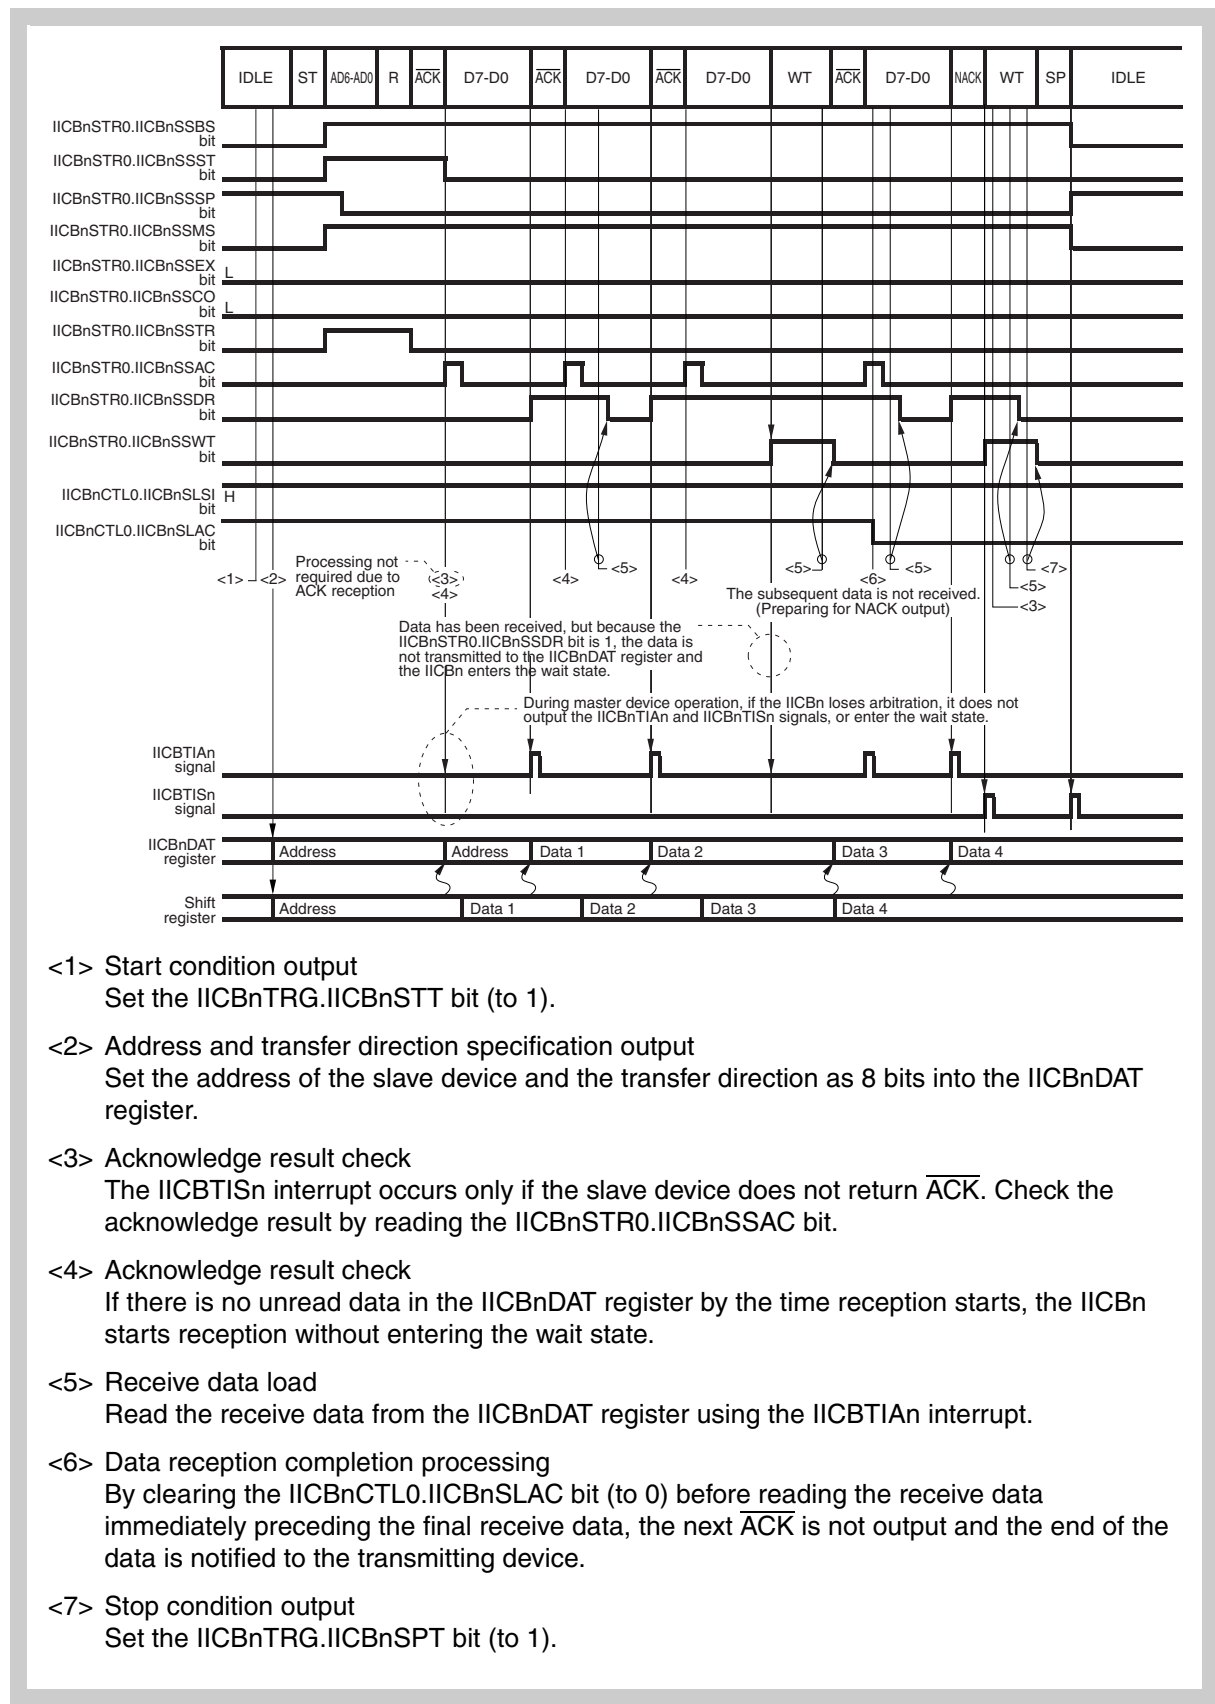 IDLE ST AD6-AD0 R ACK D7-D0 ACK D7-D0 ACK D7-D0 WT ACK D7-D0 NACK WT SP IDLE
IICBnSTR0.IICBnSSBS
bit
IICBnSTR0.IICBnSSST
bit
IICBnSTR0.IICBnSSSP
bit
IICBnSTR0.IICBnSSMS
bit
IICBnSTR0.IICBnSSEX
bit L
IICBnSTR0.IICBnSSCO
bit L
IICBnSTR0.IICBnSSTR
bit
IICBnSTR0.IICBnSSAC
bit
IICBnSTR0.IICBnSSDR
bit
IICBnSTR0.IICBnSSWT
bit
IICBnCTL0.IICBnSLSI H
bit
IICBnCTL0.IICBnSLAC
bit
<1> <2>
Processing not
required due to
ACK reception
<3>
<4>
<4> <5> <4> <5> <6> <5> <7>
<5>
<3>
The subsequent data is not received.
(Preparing for NACK output)
Data has been received, but because the
IICBnSTR0.IICBnSSDR bit is 1, the data is
not transmitted to the IICBnDAT register and
the IICBn enters the wait state.
During master device operation, if the IICBn loses arbitration, it does not
output the IICBnTIAn and IICBnTISn signals, or enter the wait state.
IICBTIAn
signal
IICBTISn
signal
IICBnDAT
register
Address Address Data 1 Data 2 Data 3 Data 4
Shift
register
Address Data 1 Data 2 Data 3 Data 4
<1> Start condition output
Set the IICBnTRG.IICBnSTT bit (to 1).
<2> Address and transfer direction specification output
Set the address of the slave device and the transfer direction as 8 bits into the IICBnDAT
register.
<3> Acknowledge result check
The IICBTISn interrupt occurs only if the slave device does not return ACK. Check the
acknowledge result by reading the IICBnSTR0.IICBnSSAC bit.
<4> Acknowledge result check
If there is no unread data in the IICBnDAT register by the time reception starts, the IICBn
starts reception without entering the wait state.
<5> Receive data load
Read the receive data from the IICBnDAT register using the IICBTIAn interrupt.
<6> Data reception completion processing
By clearing the IICBnCTL0.IICBnSLAC bit (to 0) before reading the receive data
immediately preceding the final receive data, the next ACK is not output and the end of the
data is notified to the transmitting device.
<7> Stop condition output
Set the IICBnTRG.IICBnSPT bit (to 1).